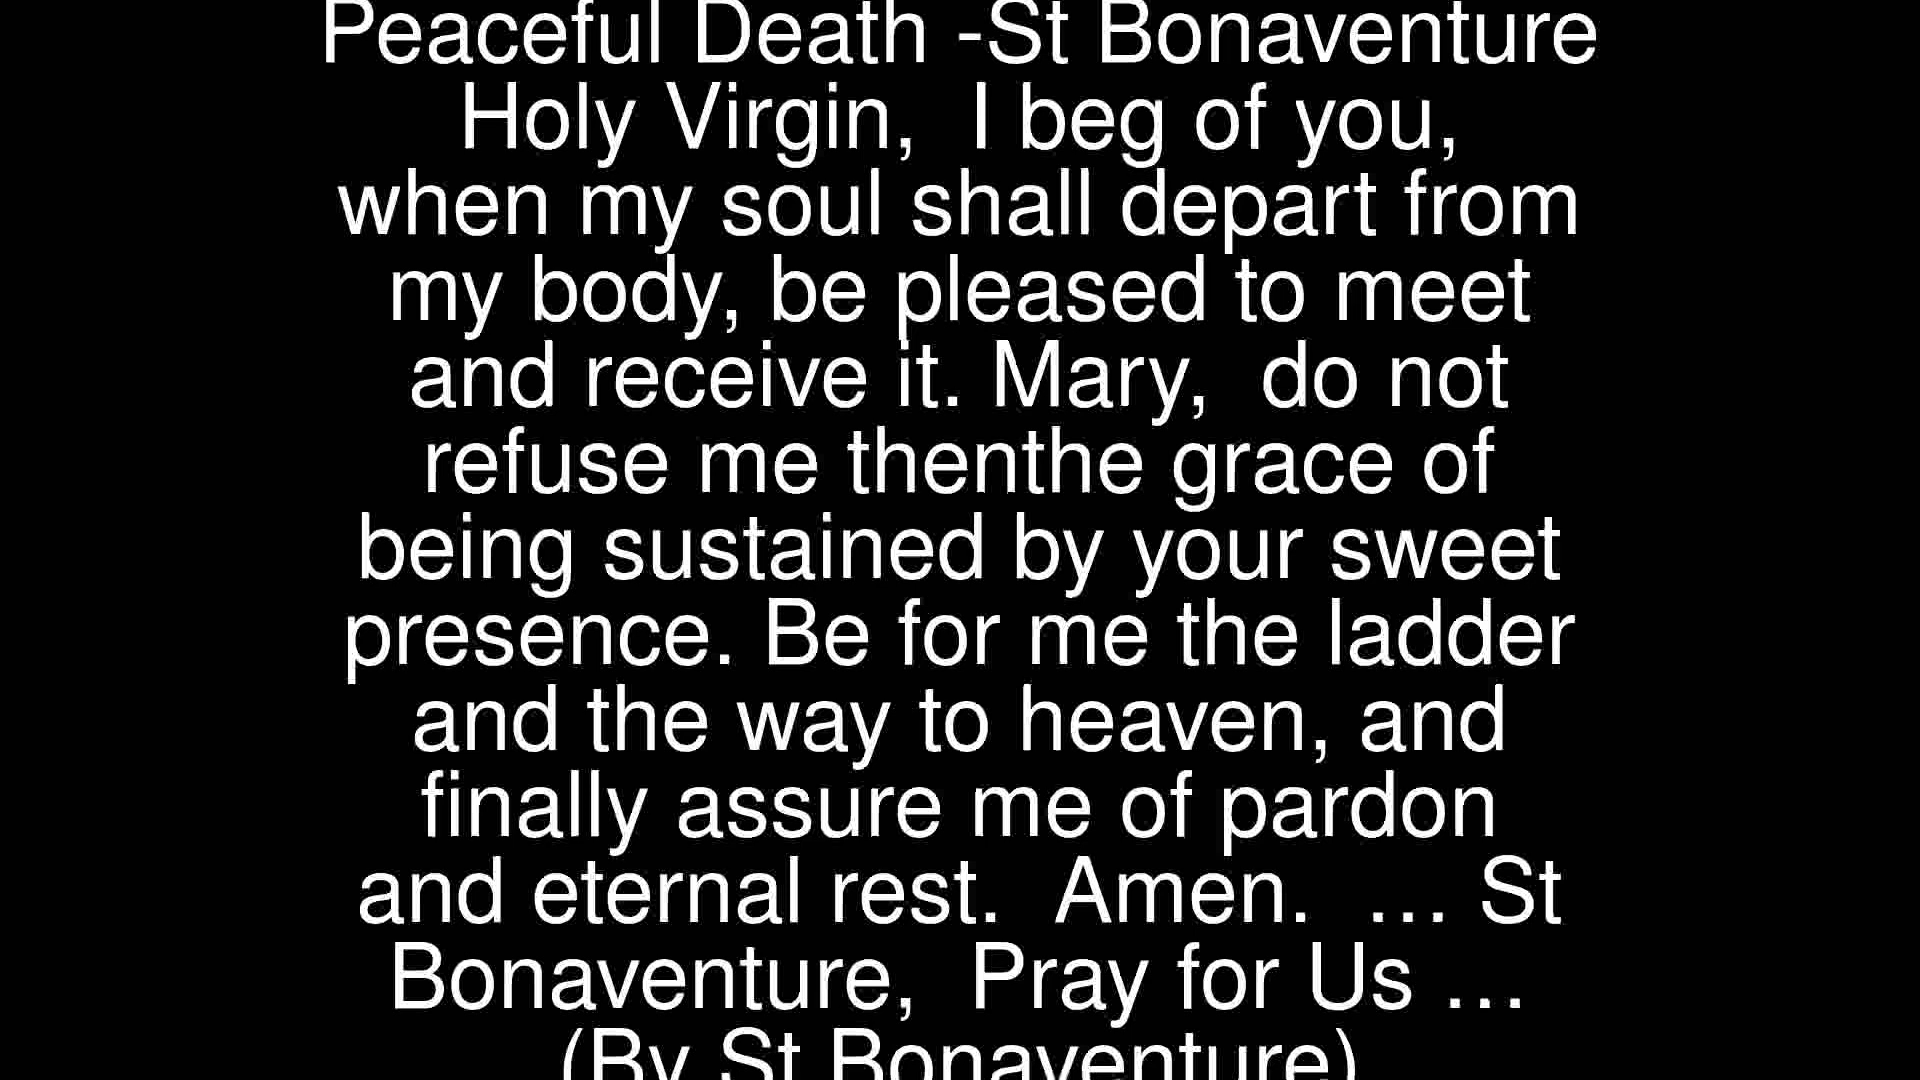 Peaceful Death -St Bonaventure
Holy Virgin,  I beg of you,
when my soul shall depart from
my body, be pleased to meet
and receive it. Mary,  do not
refuse me thenthe grace of
being sustained by your sweet
presence. Be for me the ladder
and the way to heaven, and
finally assure me of pardon
and eternal rest.  Amen.  … St
Bonaventure,  Pray for Us …
(By St Bonaventure)